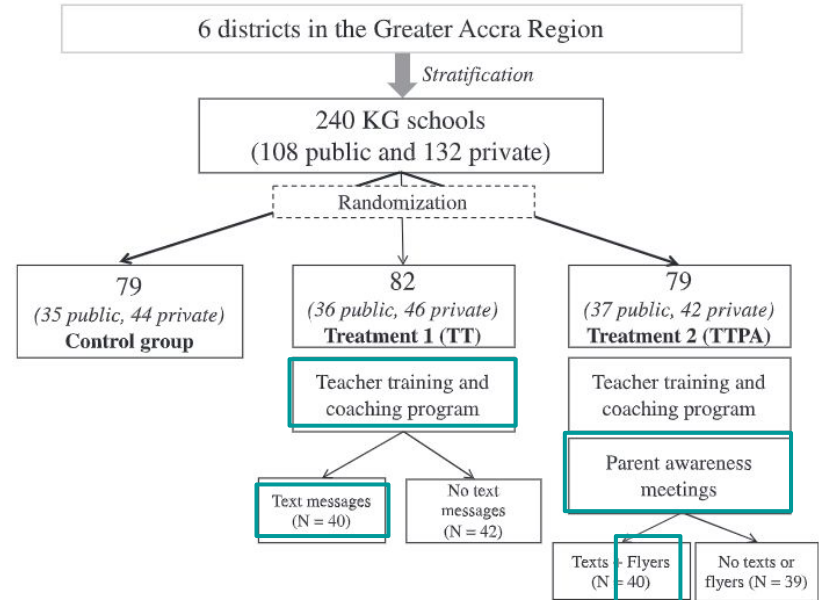 6 districts in the Greater Accra Region
Stratification
240 KG schools
(108 public and 132 private)
Randomization
79
(35 public, 44 private)
Control group
82
(36 public, 46 private)
Treatment 1 (TT)
79
(37 public, 42 private)
Treatment 2 (TTPA)
Teacher training and
coaching program
Teacher training and
coaching program
Parent awareness
meetings
Text messages
(N = 40)
No text
messages
(N = 42)
Texts + Flyers
(N = 40)
No texts or
flyers (N = 39)